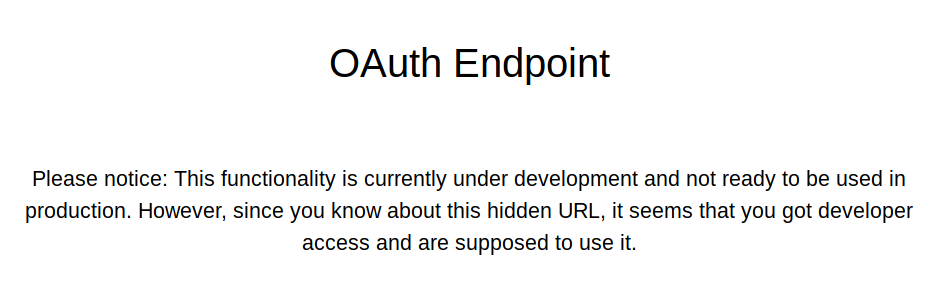 OAuth Endpoint
Please notice: This functionality is currently under development and not ready to be used in
production. However, since you know about this hidden URL, it seems that you got developer
access and are supposed to use it.